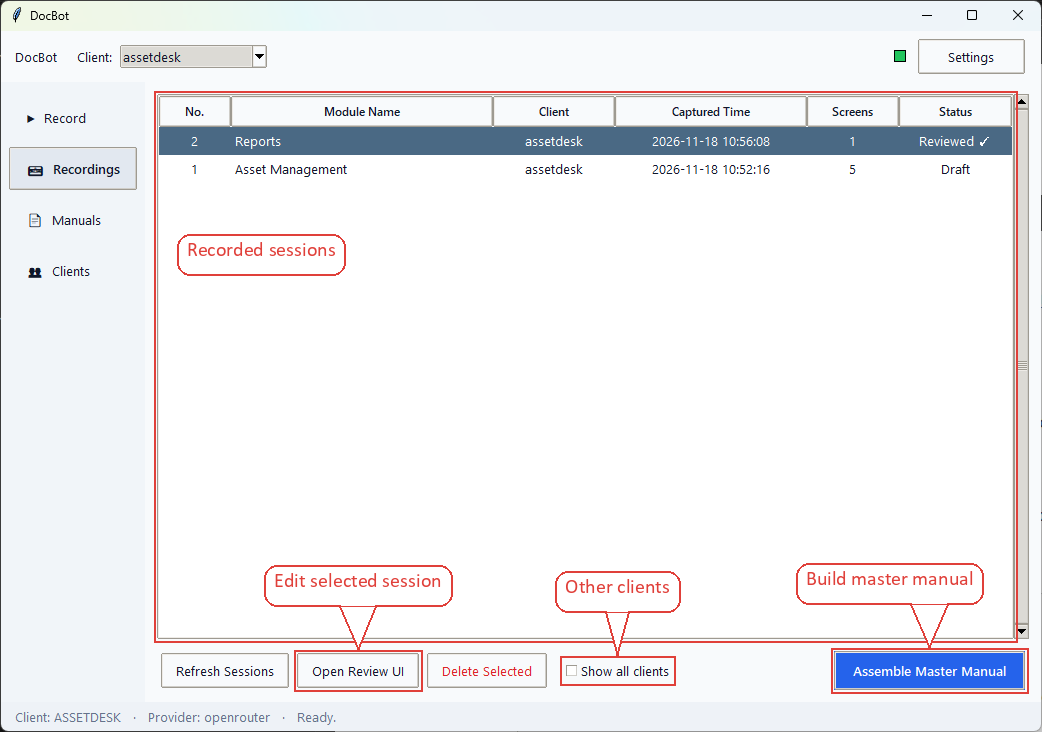 DocBot
DocBot Client: assetdesk Settings
Record
Recordings
Manuals
Clients
No. Module Name Client Captured Time Screens Status
2 Reports assetdesk 2026-11-18 10:56:08 1 Reviewed ✓
1 Asset Management assetdesk 2026-11-18 10:52:16 5 Draft
Recorded sessions
Edit selected session
Other clients
Build master manual
Refresh Sessions Open Review UI Delete Selected Show all clients Assemble Master Manual
Client: ASSETDESK · Provider: openrouter · Ready.